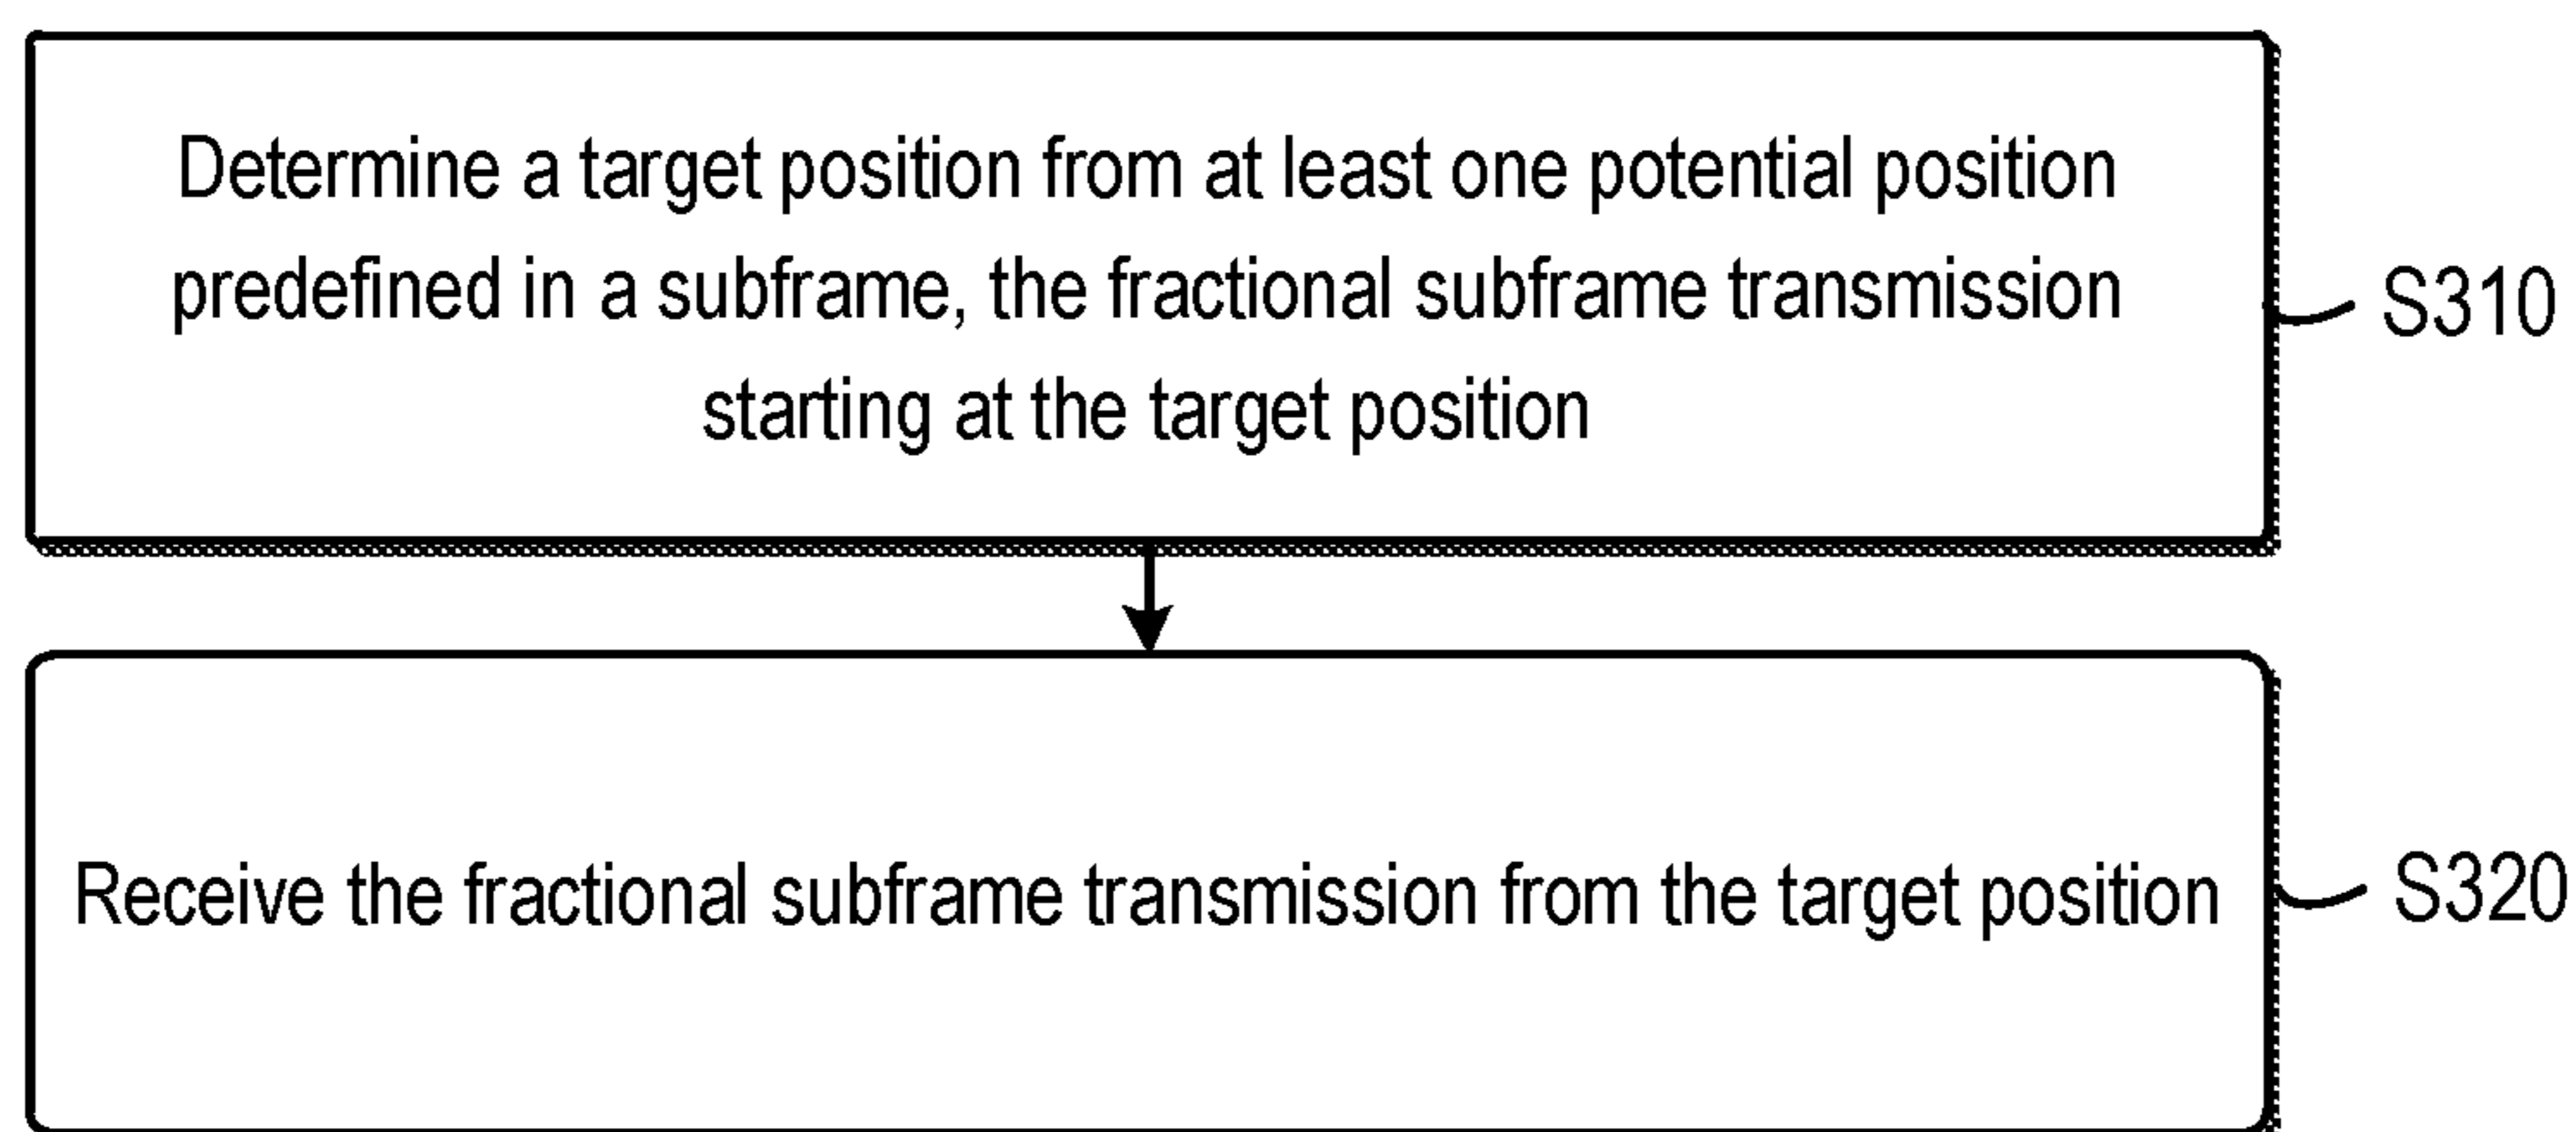 Determine a target position from at least one potential position
predefined in a subframe, the fractional subframe transmission
starting at the target position
S310
Receive the fractional subframe transmission from the target position
S320